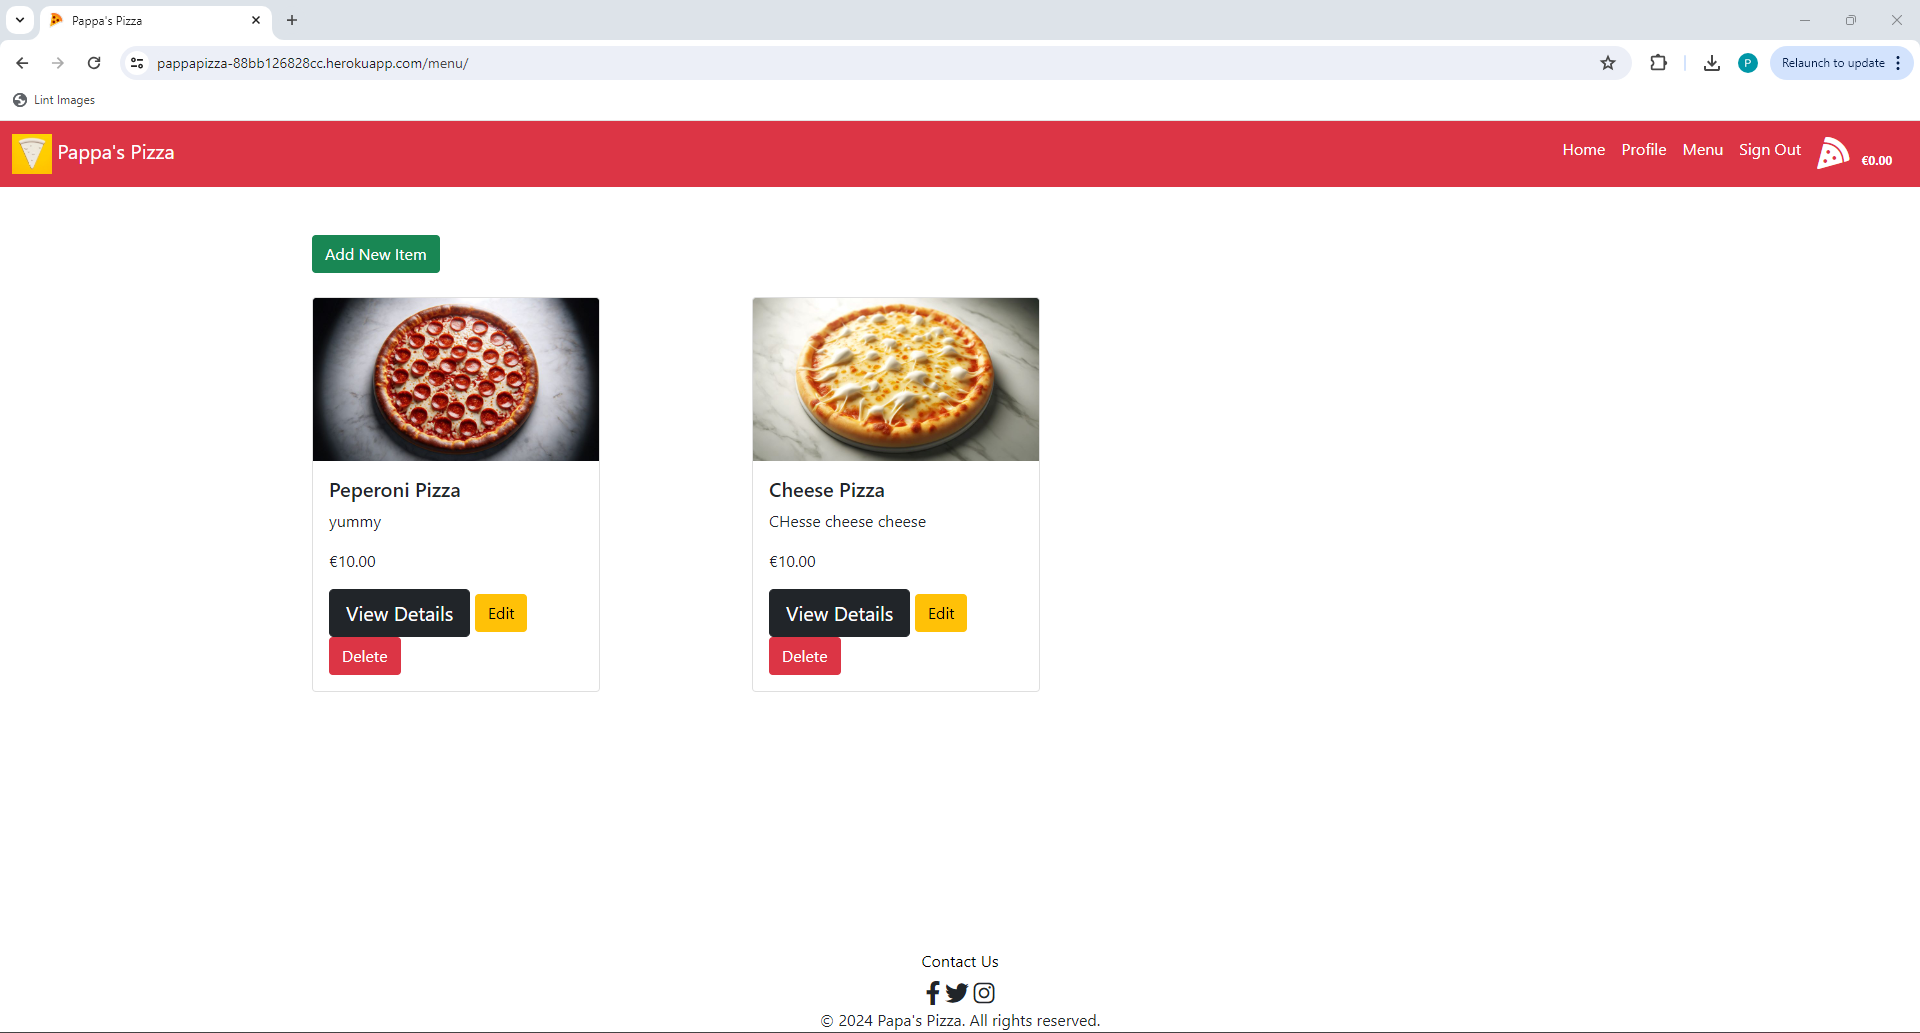 Pappa's Pizza
pappapizza-88bb126828cc.herokuapp.com/menu/
P
Relaunch to update
Lint Images
Pappa's Pizza
Home Profile Menu Sign Out €0.00
Add New Item
Peperoni Pizza
yummy
€10.00
View Details Edit
Delete
Cheese Pizza
CHesse cheese cheese
€10.00
View Details Edit
Delete
Contact Us
© 2024 Papa's Pizza. All rights reserved.